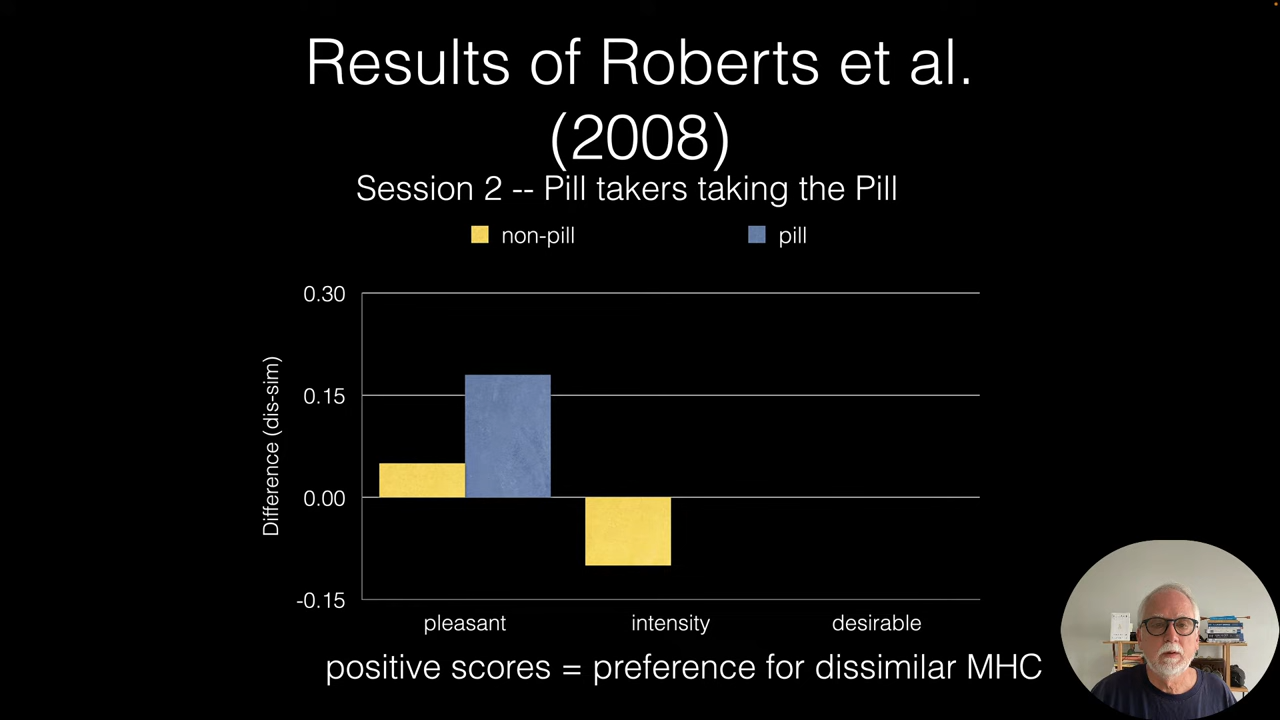 Results of Roberts et al.
(2008)
Session 2 -- Pill takers taking the Pill
non-pill
pill
0.30
0.15
0.00
-0.15
Difference (dis-sim)
pleasant
intensity
desirable
positive scores = preference for dissimilar MHC